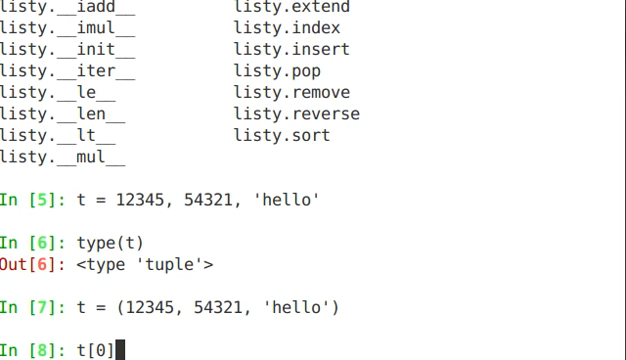 listy.__iadd__ listy.extend
listy.__imul__ listy.index
listy.__init__ listy.insert
listy.__iter__ listy.pop
listy.__le__ listy.remove
listy.__len__ listy.reverse
listy.__lt__ listy.sort
listy.__mul__
In [5]: t = 12345, 54321, 'hello'
In [6]: type(t)
Out[6]: <type 'tuple'>
In [7]: t = (12345, 54321, 'hello')
In [8]: t[0]